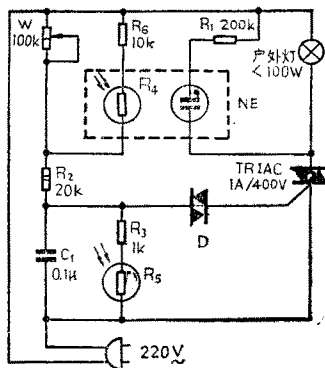 W
100k
R6
10k
R1 200k
户外灯
<100W
R4
NE
R2
20k
TRIAC
1A/400V
D
R3
1k
C1
0.1μ
R5
220V